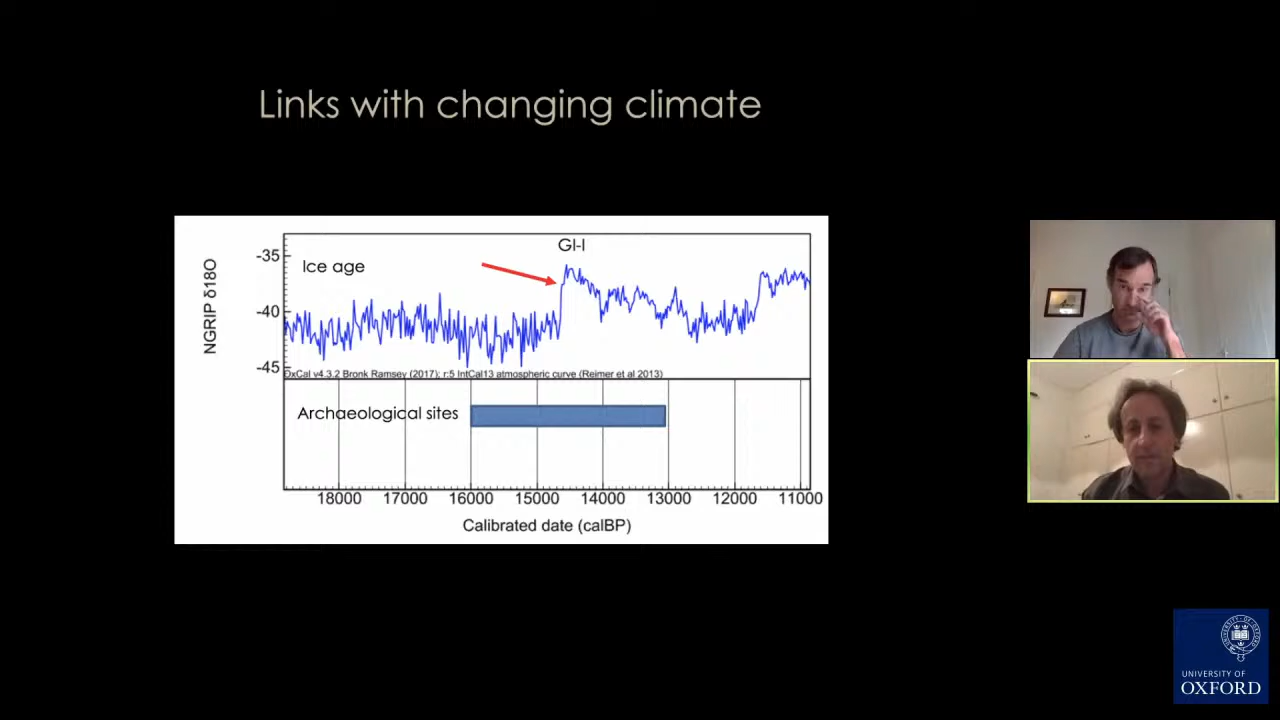 Links with changing climate
GI-I
-35
Ice age
NGRIP δ18O
-40
-45
OxCal v4.3.2 Bronk Ramsey (2017); r:5 IntCal13 atmospheric curve (Reimer et al 2013)
Archaeological sites
18000 17000 16000 15000 14000 13000 12000 11000
Calibrated date (calBP)
UNIVERSITY OF
OXFORD